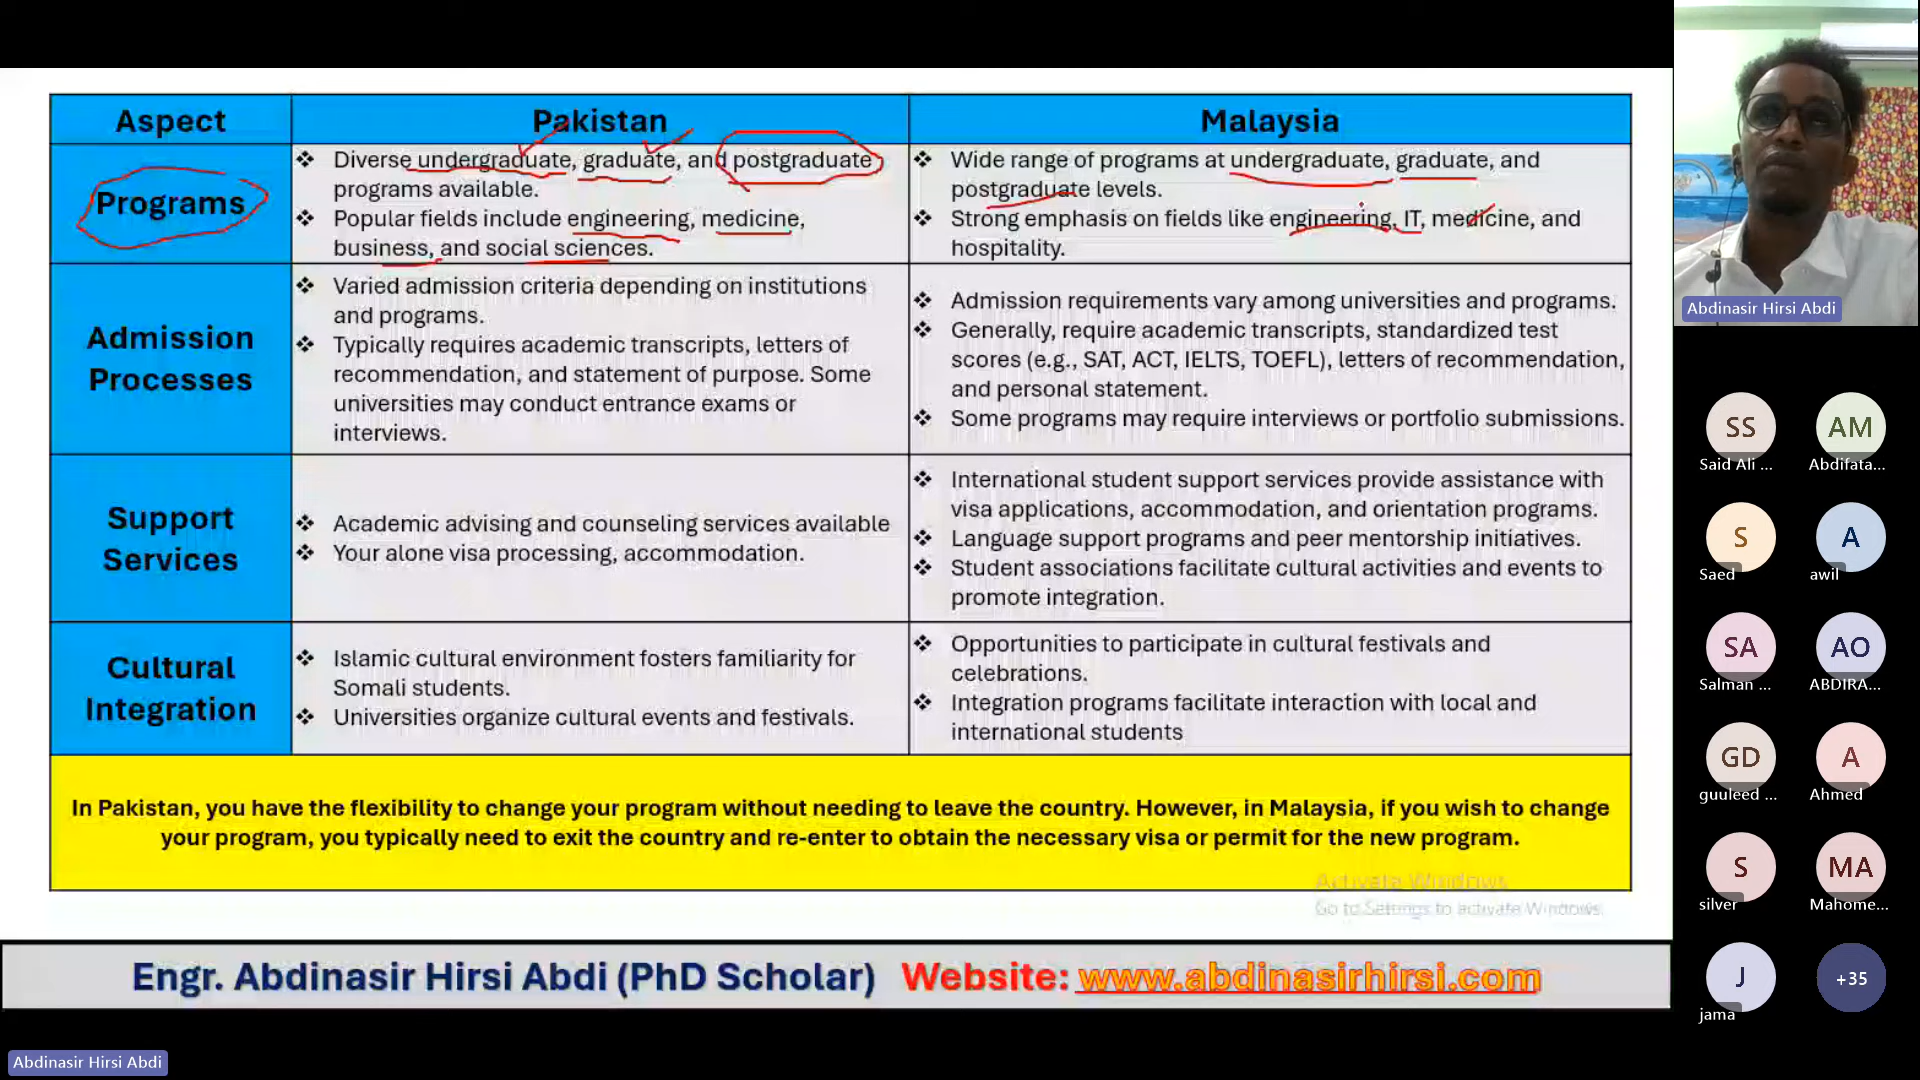 Aspect
Pakistan
Malaysia
Programs
Diverse undergraduate, graduate, and postgraduate
programs available.
Popular fields include engineering, medicine,
business, and social sciences.
Wide range of programs at undergraduate, graduate, and
postgraduate levels.
Strong emphasis on fields like engineering, IT, medicine, and
hospitality.
Admission
Processes
Varied admission criteria depending on institutions
and programs.
Typically requires academic transcripts, letters of
recommendation, and statement of purpose. Some
universities may conduct entrance exams or
interviews.
Admission requirements vary among universities and programs.
Generally, require academic transcripts, standardized test
scores (e.g., SAT, ACT, IELTS, TOEFL), letters of recommendation,
and personal statement.
Some programs may require interviews or portfolio submissions.
Support
Services
Academic advising and counseling services available
Your alone visa processing, accommodation.
International student support services provide assistance with
visa applications, accommodation, and orientation programs.
Language support programs and peer mentorship initiatives.
Student associations facilitate cultural activities and events to
promote integration.
Cultural
Integration
Islamic cultural environment fosters familiarity for
Somali students.
Universities organize cultural events and festivals.
Opportunities to participate in cultural festivals and
celebrations.
Integration programs facilitate interaction with local and
international students
In Pakistan, you have the flexibility to change your program without needing to leave the country. However, in Malaysia, if you wish to change
your program, you typically need to exit the country and re-enter to obtain the necessary visa or permit for the new program.
Activate Windows
Go to Settings to activate Windows.
Engr. Abdinasir Hirsi Abdi (PhD Scholar) Website: www.abdinasirhirsi.com
Abdinasir Hirsi Abdi
Abdinasir Hirsi Abdi
SS
Said Ali ...
AM
Abdifata...
S
Saed
A
awil
SA
Salman ...
AO
ABDIRA...
GD
guuleed ...
A
Ahmed
S
silver
MA
Mahome...
J
jama
+35